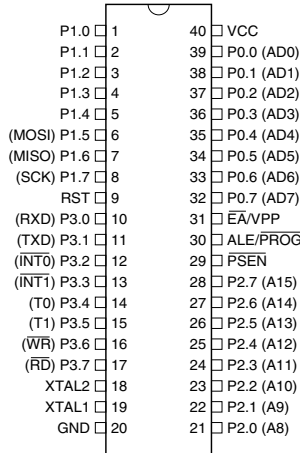 P1.0 1 40 VCC
P1.1 2 39 P0.0 (AD0)
P1.2 3 38 P0.1 (AD1)
P1.3 4 37 P0.2 (AD2)
P1.4 5 36 P0.3 (AD3)
(MOSI) P1.5 6 35 P0.4 (AD4)
(MISO) P1.6 7 34 P0.5 (AD5)
(SCK) P1.7 8 33 P0.6 (AD6)
RST 9 32 P0.7 (AD7)
(RXD) P3.0 10 31 E̅A̅/VPP
(TXD) P3.1 11 30 ALE/P̅R̅O̅G̅
(I̅N̅T̅0̅) P3.2 12 29 P̅S̅E̅N̅
(I̅N̅T̅1̅) P3.3 13 28 P2.7 (A15)
(T0) P3.4 14 27 P2.6 (A14)
(T1) P3.5 15 26 P2.5 (A13)
(W̅R̅) P3.6 16 25 P2.4 (A12)
(R̅D̅) P3.7 17 24 P2.3 (A11)
XTAL2 18 23 P2.2 (A10)
XTAL1 19 22 P2.1 (A9)
GND 20 21 P2.0 (A8)